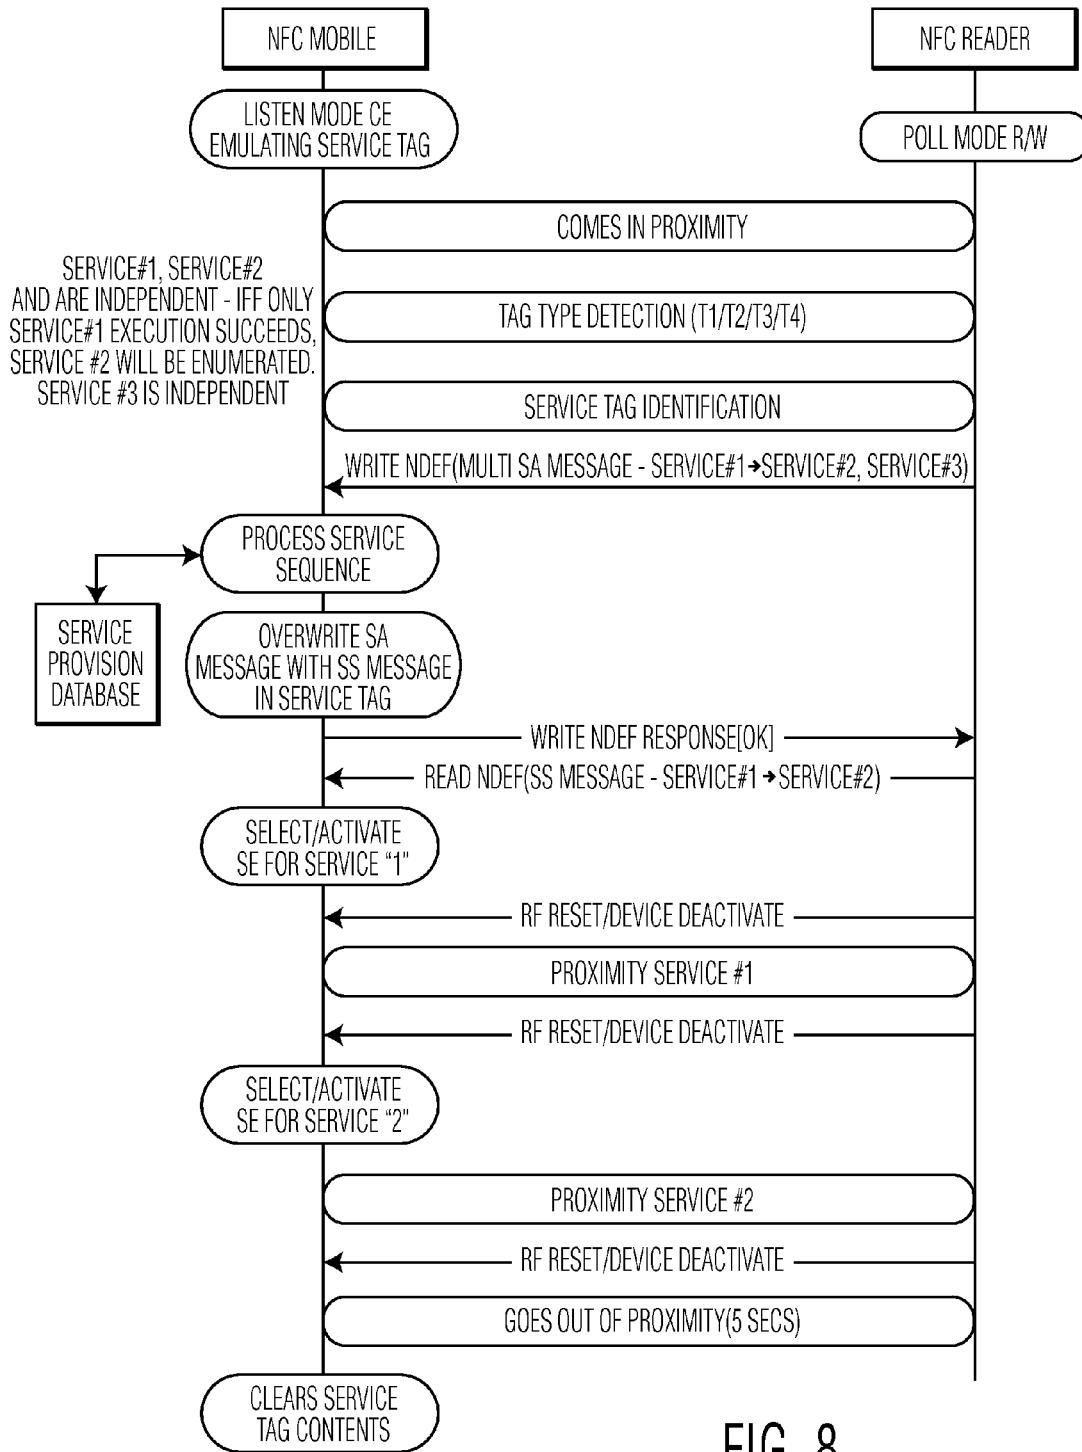 NFC MOBILE
NFC READER
LISTEN MODE CE
EMULATING SERVICE TAG
POLL MODE R/W
COMES IN PROXIMITY
SERVICE#1, SERVICE#2
AND ARE INDEPENDENT - IFF ONLY
SERVICE#1 EXECUTION SUCCEEDS,
SERVICE #2 WILL BE ENUMERATED.
SERVICE #3 IS INDEPENDENT
TAG TYPE DETECTION (T1/T2/T3/T4)
SERVICE TAG IDENTIFICATION
WRITE NDEF(MULTI SA MESSAGE - SERVICE#1→SERVICE#2, SERVICE#3)
PROCESS SERVICE
SEQUENCE
SERVICE
PROVISION
DATABASE
OVERWRITE SA
MESSAGE WITH SS MESSAGE
IN SERVICE TAG
WRITE NDEF RESPONSE[OK]
READ NDEF(SS MESSAGE - SERVICE#1→SERVICE#2)
SELECT/ACTIVATE
SE FOR SERVICE “1”
RF RESET/DEVICE DEACTIVATE
PROXIMITY SERVICE #1
RF RESET/DEVICE DEACTIVATE
SELECT/ACTIVATE
SE FOR SERVICE “2”
PROXIMITY SERVICE #2
RF RESET/DEVICE DEACTIVATE
GOES OUT OF PROXIMITY(5 SECS)
CLEARS SERVICE
TAG CONTENTS
FIG. 8